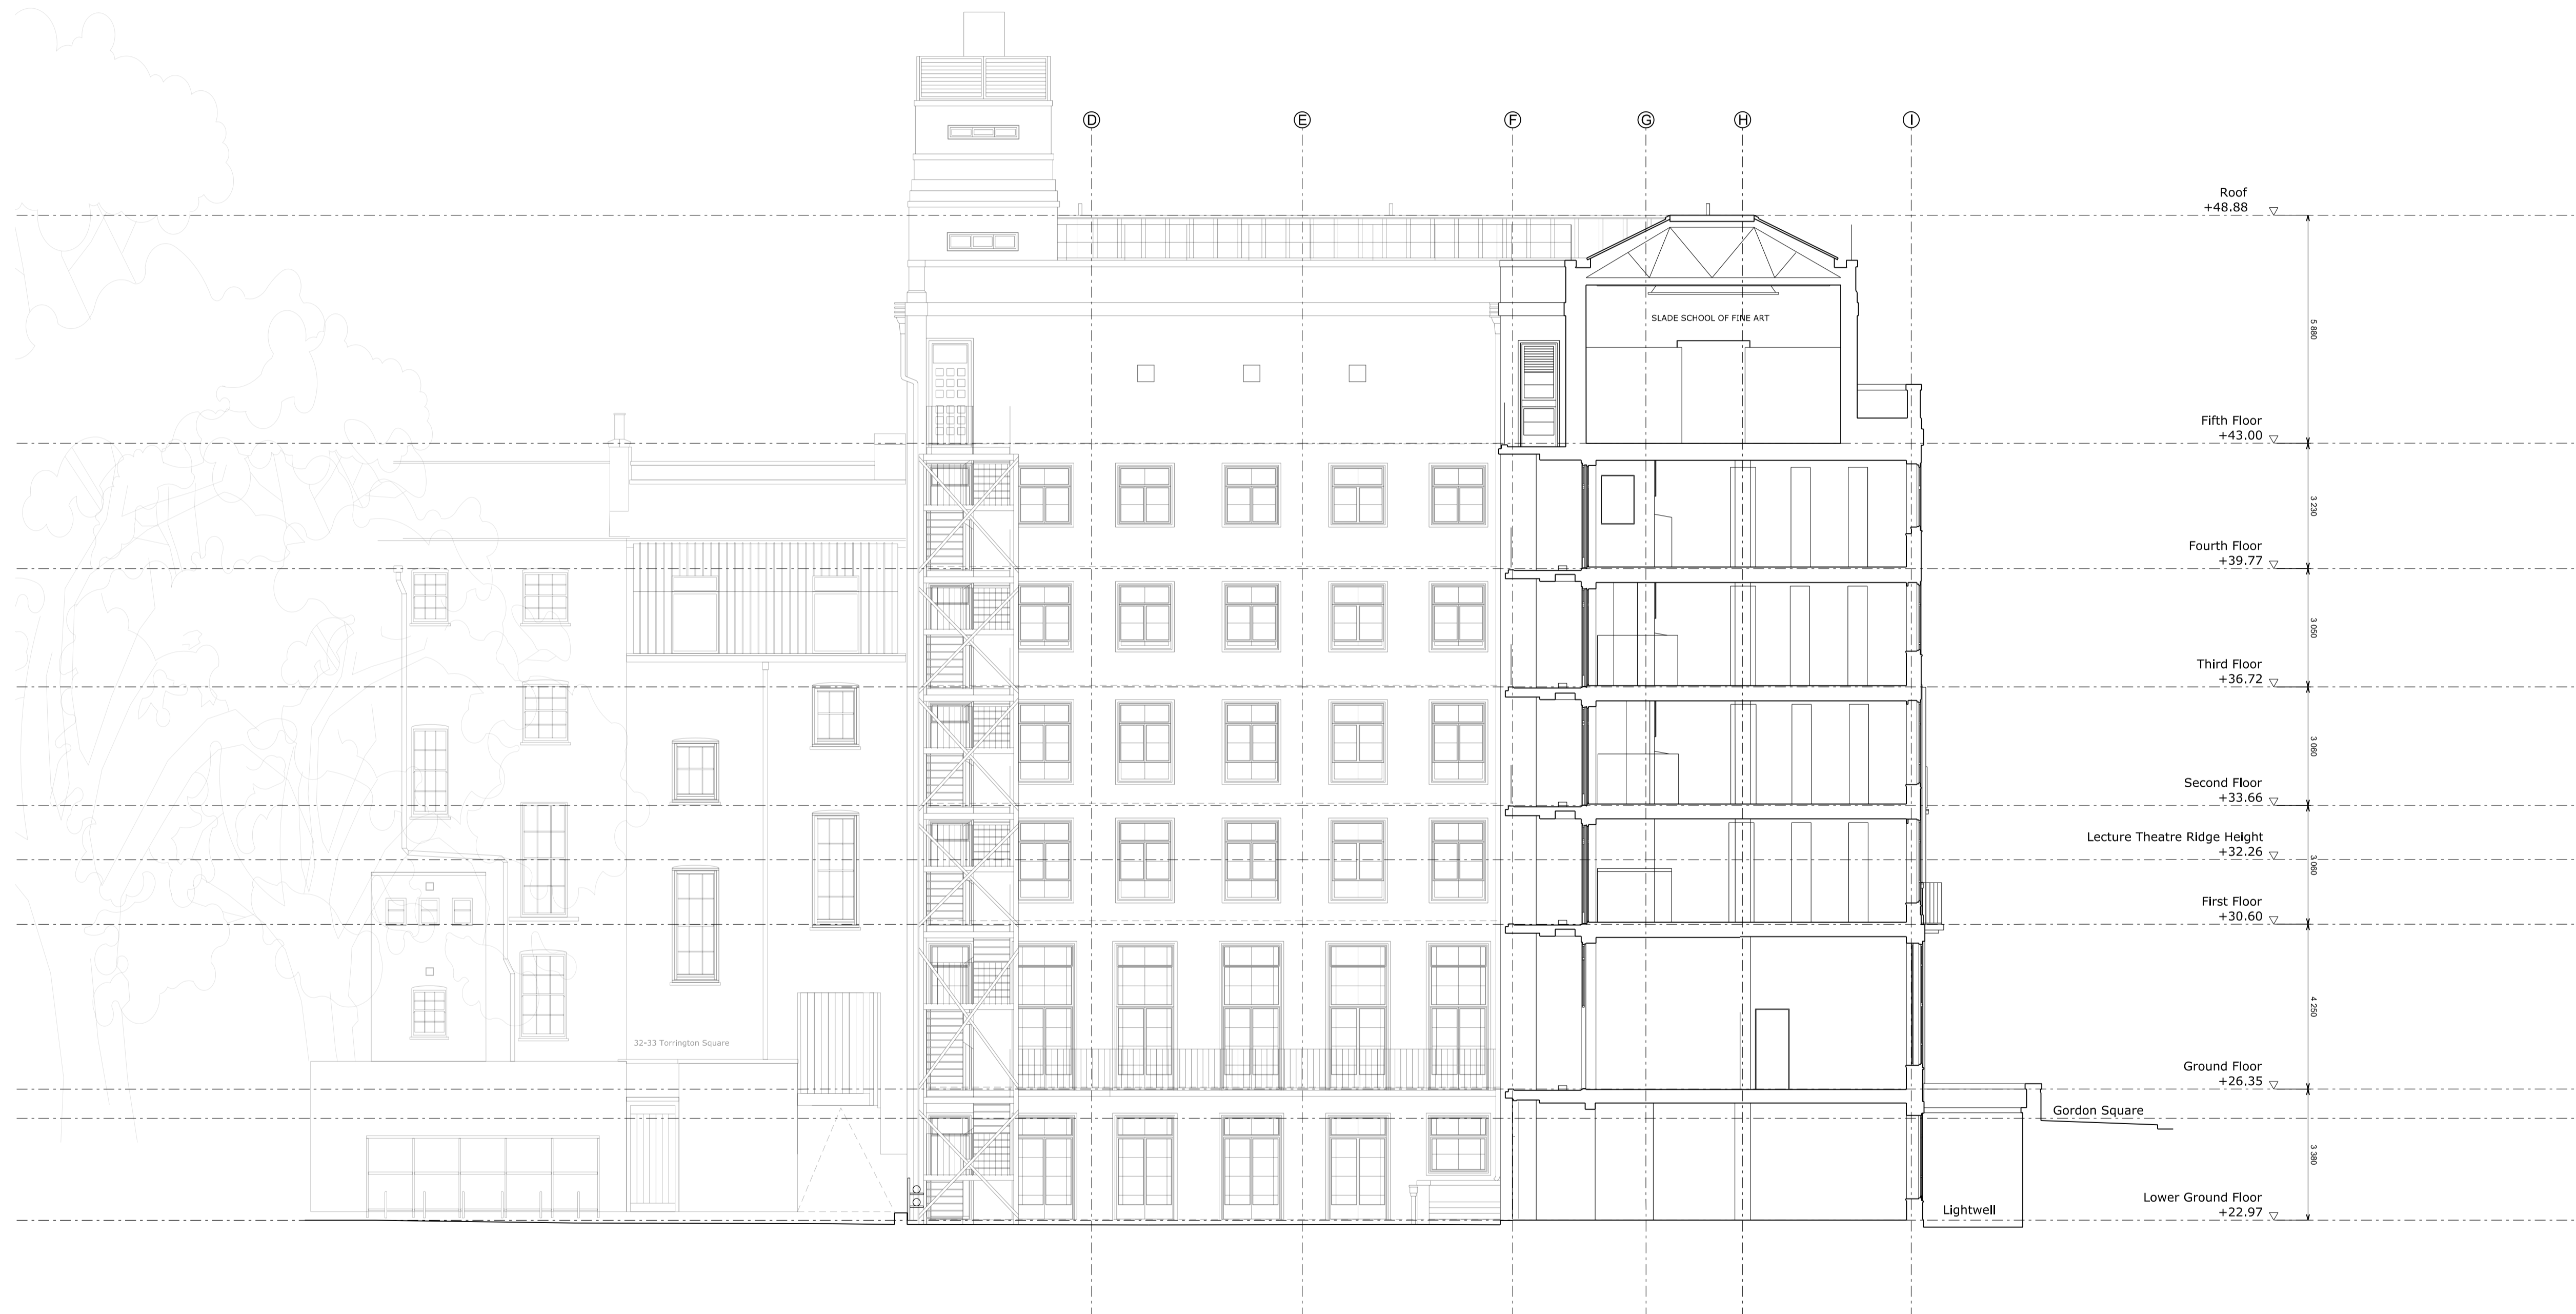 D
E
F
G
H
I
Roof
+48.88
SLADE SCHOOL OF FINE ART
5 880
Fifth Floor
+43.00
3 230
Fourth Floor
+39.77
3 050
Third Floor
+36.72
3 060
Second Floor
+33.66
Lecture Theatre Ridge Height
+32.26
3 060
First Floor
+30.60
4 250
32-33 Torrington Square
Ground Floor
+26.35
Gordon Square
3 380
Lower Ground Floor
+22.97
Lightwell